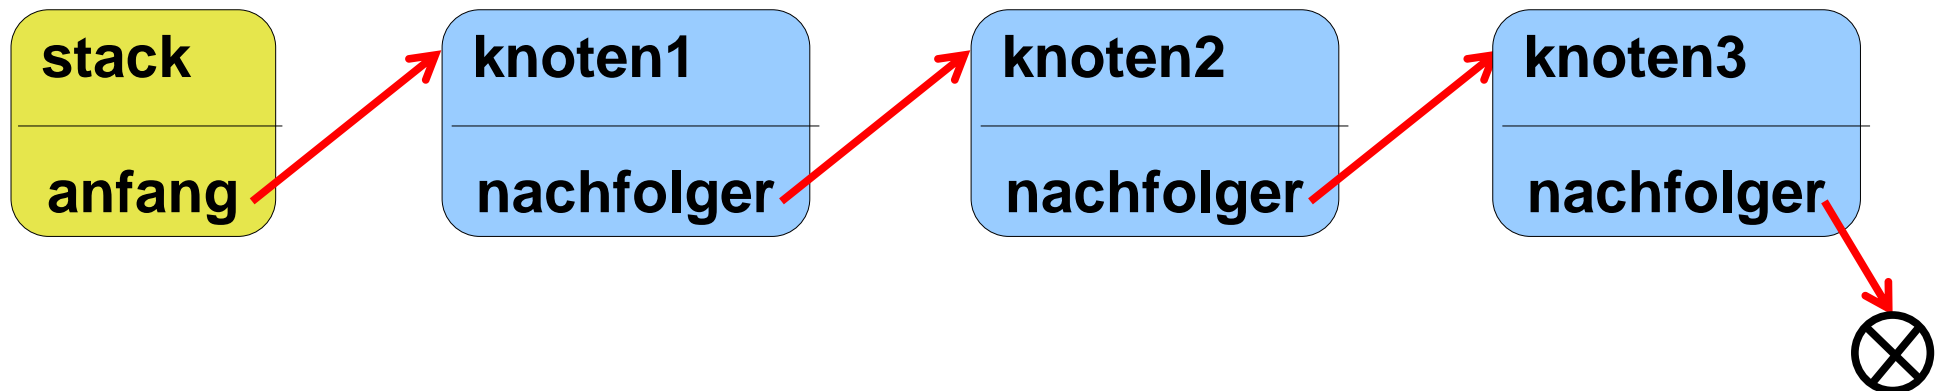 stack
anfang
knoten1
nachfolger
knoten2
nachfolger
knoten3
nachfolger